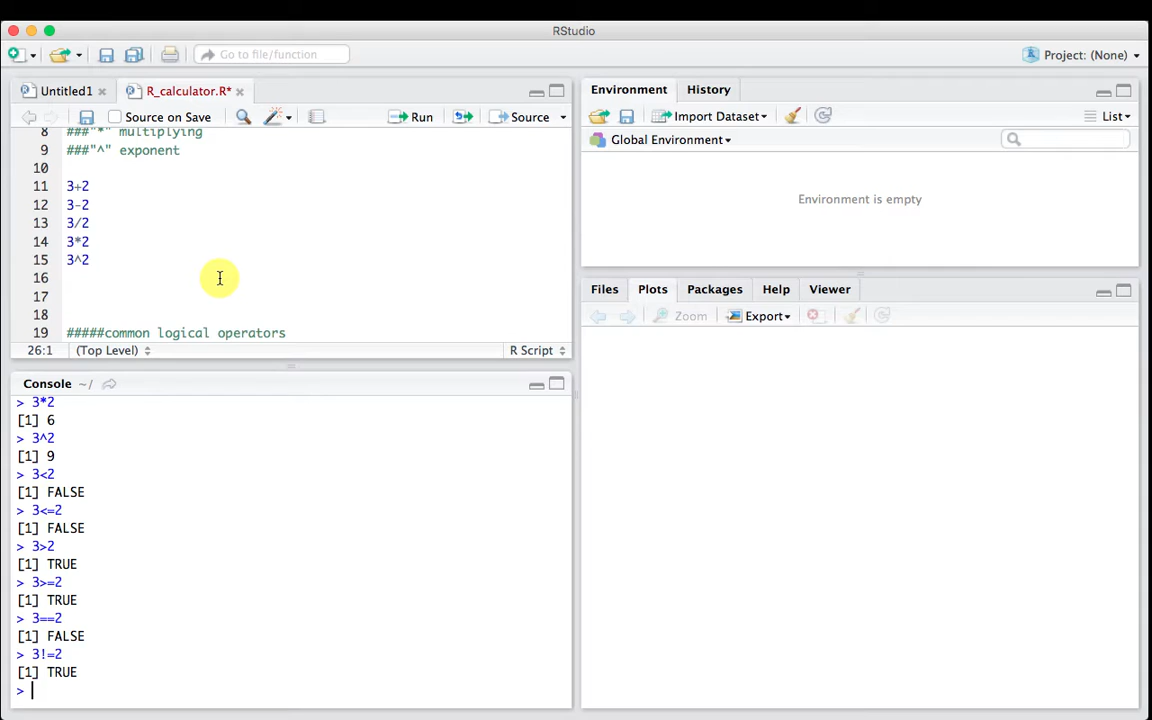 RStudio
Go to file/function
Project: (None)
Untitled1
R_calculator.R*
Source on Save
Run
Source
8 ###"*" multiplying
9 ###"^" exponent
10
11 3+2
12 3-2
13 3/2
14 3*2
15 3^2
16
17
18
19 #####common logical operators
26:1 (Top Level) R Script
Console ~/
> 3*2
[1] 6
> 3^2
[1] 9
> 3<2
[1] FALSE
> 3<=2
[1] FALSE
> 3>2
[1] TRUE
> 3>=2
[1] TRUE
> 3==2
[1] FALSE
> 3!=2
[1] TRUE
>
Environment History
Import Dataset
List
Global Environment
Environment is empty
Files Plots Packages Help Viewer
Zoom Export